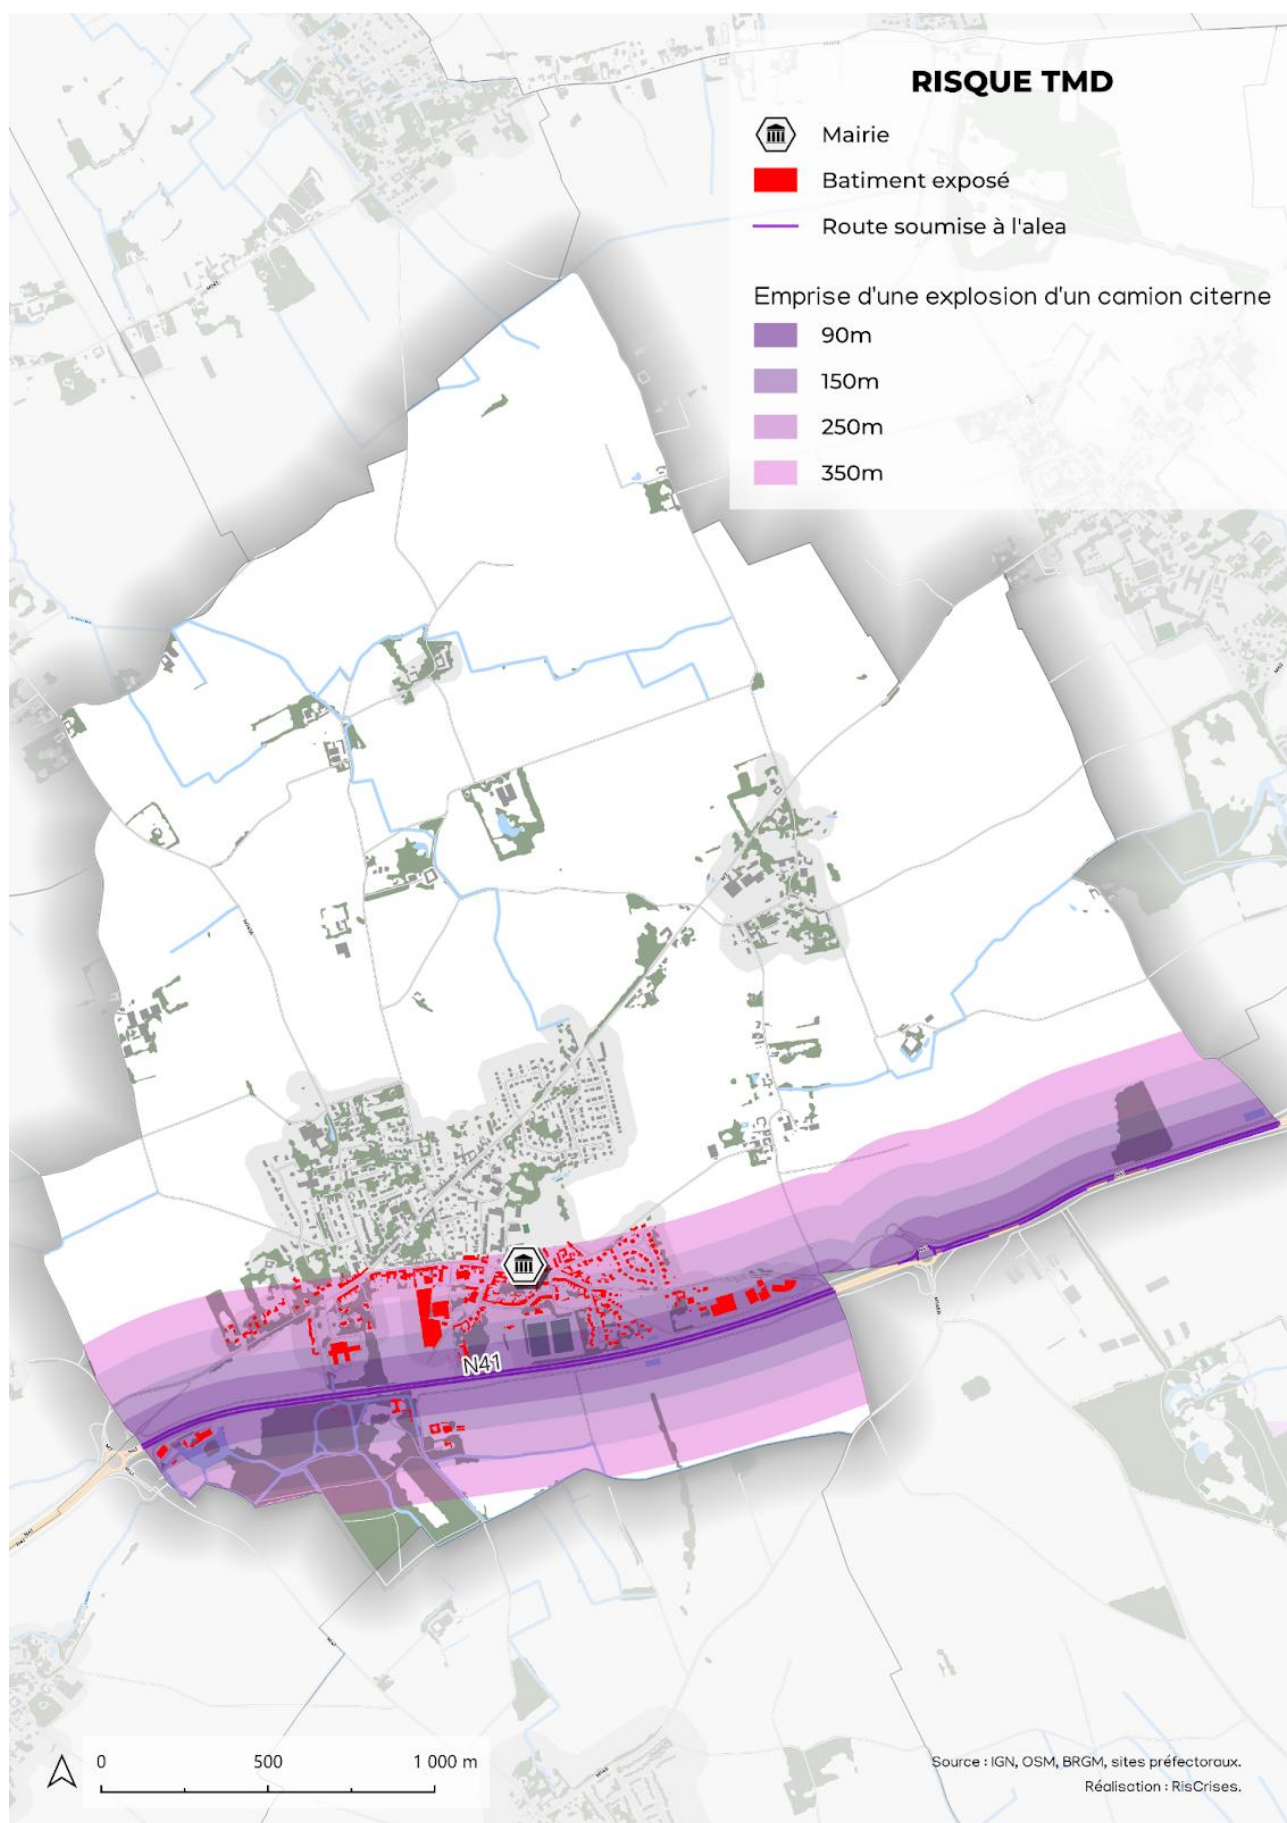 RISQUE TMD
Mairie
Batiment exposé
Route soumise à l'alea
Emprise d'une explosion d'un camion citerne
90m
150m
250m
350m
N41
0 500 1 000 m
Source : IGN, OSM, BRGM, sites préfectoraux.
Réalisation : RisCrises.